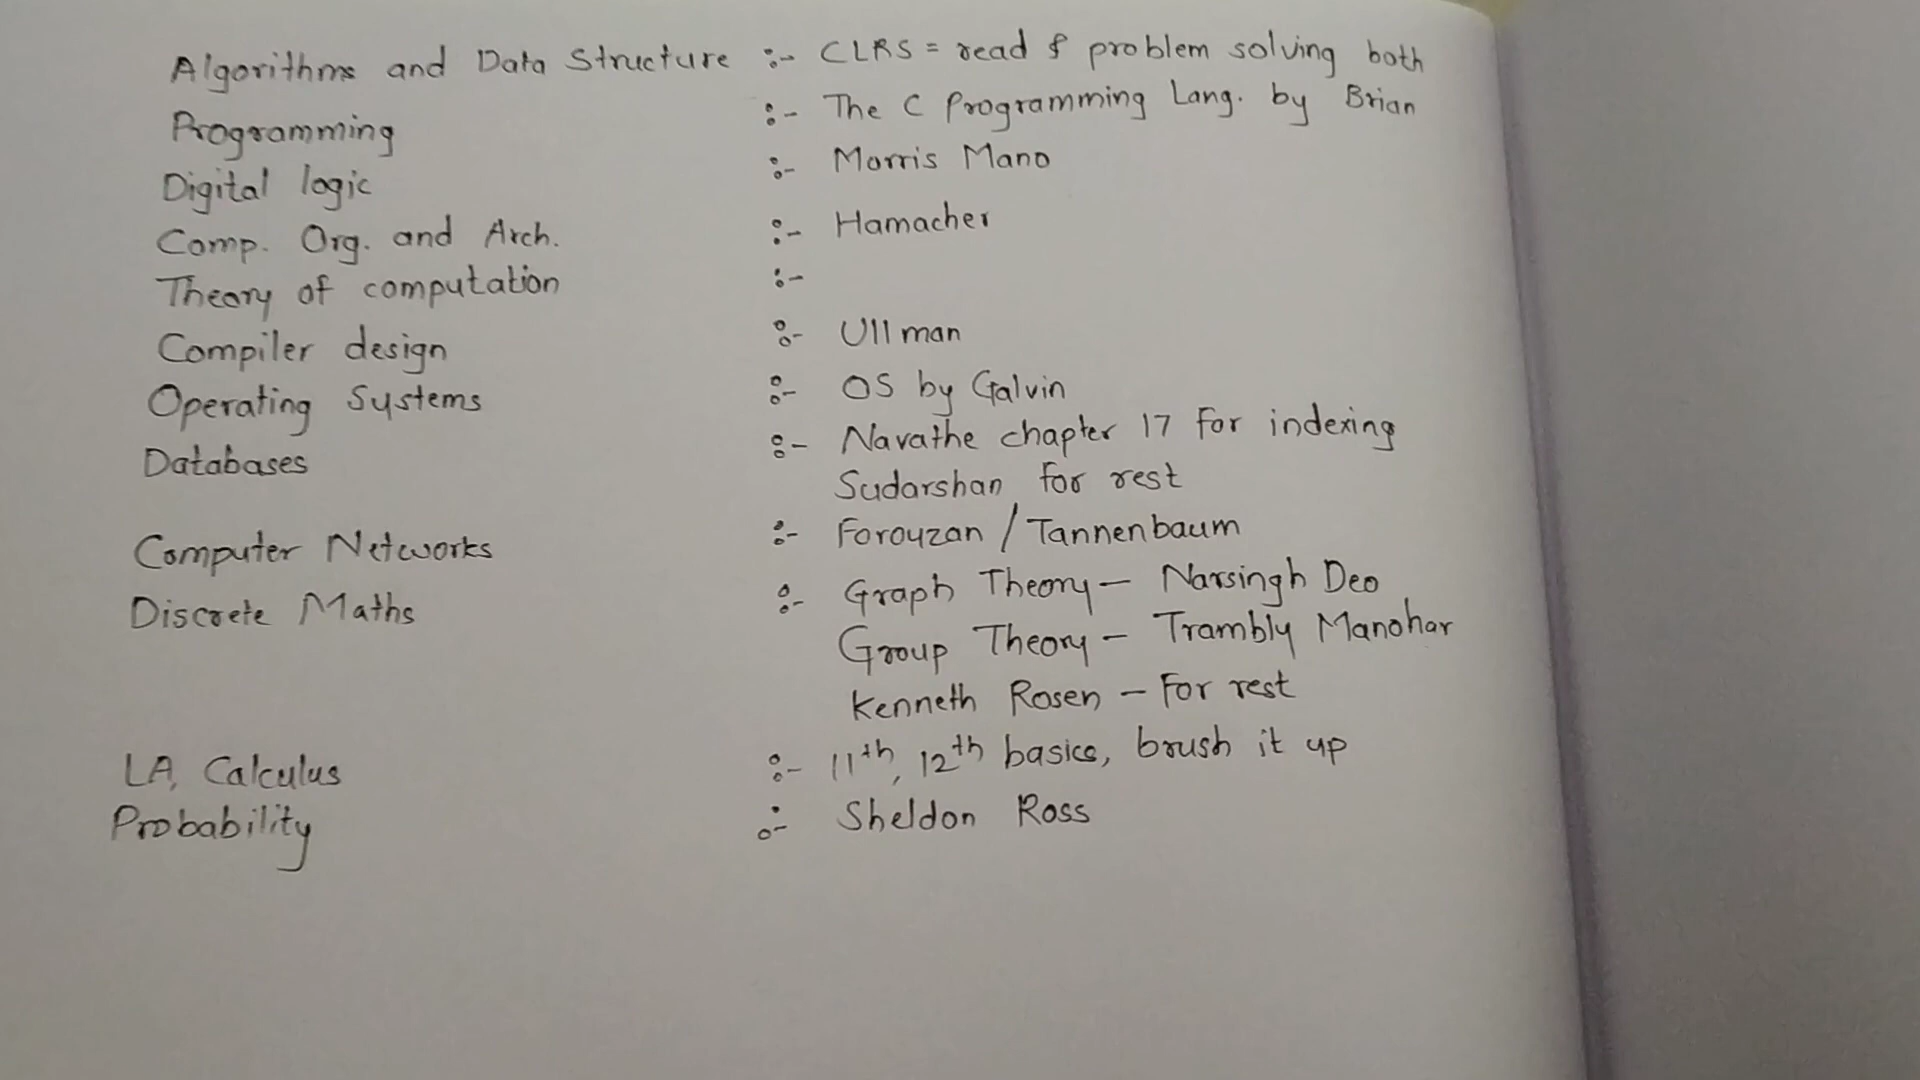 Algorithms and Data Structure :- CLRS = read & problem solving both
Programming :- The C Programming Lang. by Brian
Digital logic :- Morris Mano
Comp. Org. and Arch. :- Hamacher
Theory of computation :-
Compiler design :- Ullman
Operating Systems :- OS by Galvin
Databases :- Navathe chapter 17 for indexing
Sudarshan for rest
Computer Networks :- Forouzan / Tannenbaum
Discrete Maths :- Graph Theory - Narsingh Deo
Group Theory - Trambly Manohar
Kenneth Rosen - For rest
LA, Calculus :- 11th, 12th basics, brush it up
Probability :- Sheldon Ross